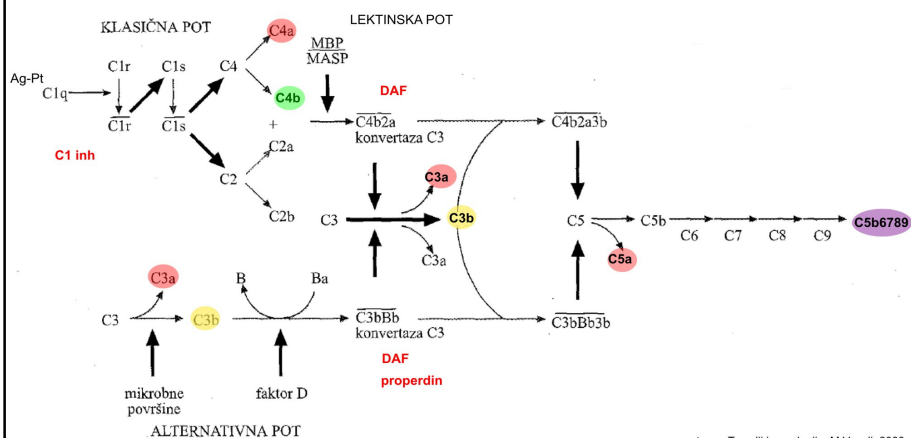 KLASIČNA POT
LEKTINSKA POT
C4a
MBP
MASP
Ag-Pt
C1q
C1r
C1s
C4
C4b
DAF
C1r
C1s
+
C4b2a
konvertaza C3
C4b2a3b
C1 inh
C2a
C2
C3a
C2b
C3
C3b
C5
C5b
C6
C7
C8
C9
C5b6789
C3a
C5a
C3a
B
Ba
C3
C3b
C3bBb
konvertaza C3
C3bBb3b
DAF
properdin
mikrobne
površine
faktor D
ALTERNATIVNA POT